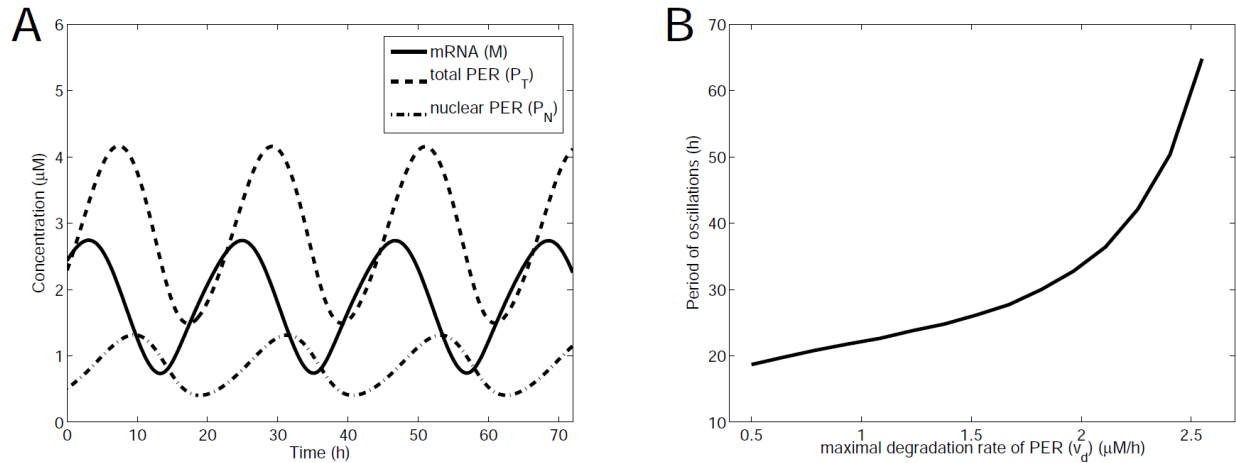 A
Concentration (μM)
6
5
4
3
2
1
0
mRNA (M)
total PER (P_T)
nuclear PER (P_N)
0 10 20 30 40 50 60 70
Time (h)
B
Period of oscillations (h)
70
60
50
40
30
20
10
0.5 1 1.5 2 2.5
maximal degradation rate of PER (v_d) (μM/h)